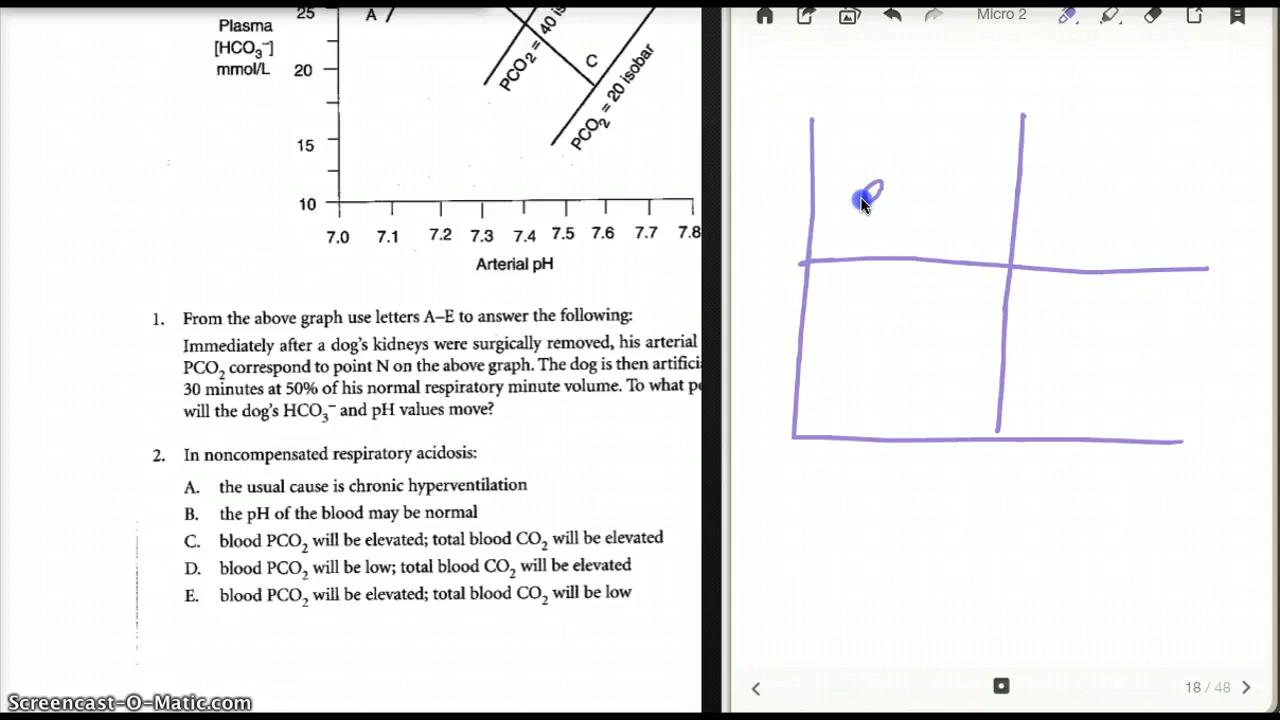 25
A
Plasma
[HCO₃⁻]
mmol/L
20
15
10
PCO₂ = 40 is
C
PCO₂ = 20 isobar
7.0 7.1 7.2 7.3 7.4 7.5 7.6 7.7 7.8
Arterial pH
1. From the above graph use letters A–E to answer the following:
Immediately after a dog's kidneys were surgically removed, his arterial
PCO₂ correspond to point N on the above graph. The dog is then artifici
30 minutes at 50% of his normal respiratory minute volume. To what p
will the dog's HCO₃⁻ and pH values move?
2. In noncompensated respiratory acidosis:
A. the usual cause is chronic hyperventilation
B. the pH of the blood may be normal
C. blood PCO₂ will be elevated; total blood CO₂ will be elevated
D. blood PCO₂ will be low; total blood CO₂ will be elevated
E. blood PCO₂ will be elevated; total blood CO₂ will be low
Screencast-O-Matic.com
Micro 2
18 / 48